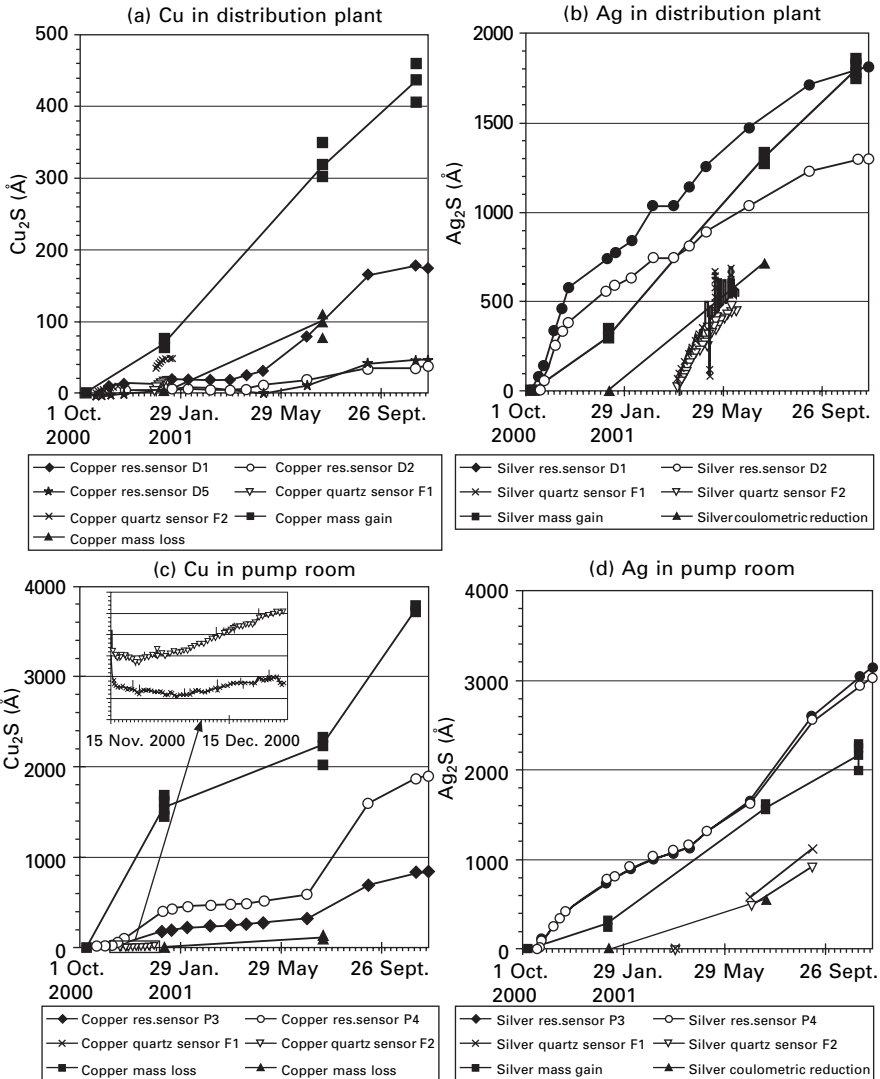 (a) Cu in distribution plant
500
400
300
200
100
0
Cu₂S (Å)
1 Oct. 29 Jan. 29 May 26 Sept.
2000 2001
Copper res.sensor D1 Copper res.sensor D2
Copper res.sensor D5 Copper quartz sensor F1
Copper quartz sensor F2 Copper mass gain
Copper mass loss
(b) Ag in distribution plant
2000
1500
1000
500
0
Ag₂S (Å)
1 Oct. 29 Jan. 29 May 26 Sept.
2000 2001
Silver res.sensor D1 Silver res.sensor D2
Silver quartz sensor F1 Silver quartz sensor F2
Silver mass gain Silver coulometric reduction
(c) Cu in pump room
4000
3000
2000
1000
0
Cu₂S (Å)
15 Nov. 2000 15 Dec. 2000
1 Oct. 29 Jan. 29 May 26 Sept.
2000 2001
Copper res.sensor P3 Copper res.sensor P4
Copper quartz sensor F1 Copper quartz sensor F2
Copper mass loss Copper mass loss
(d) Ag in pump room
4000
3000
2000
1000
0
Ag₂S (Å)
1 Oct. 29 Jan. 29 May 26 Sept.
2000 2001
Silver res.sensor P3 Silver res.sensor P4
Silver quartz sensor F1 Silver quartz sensor F2
Silver mass gain Silver coulometric reduction